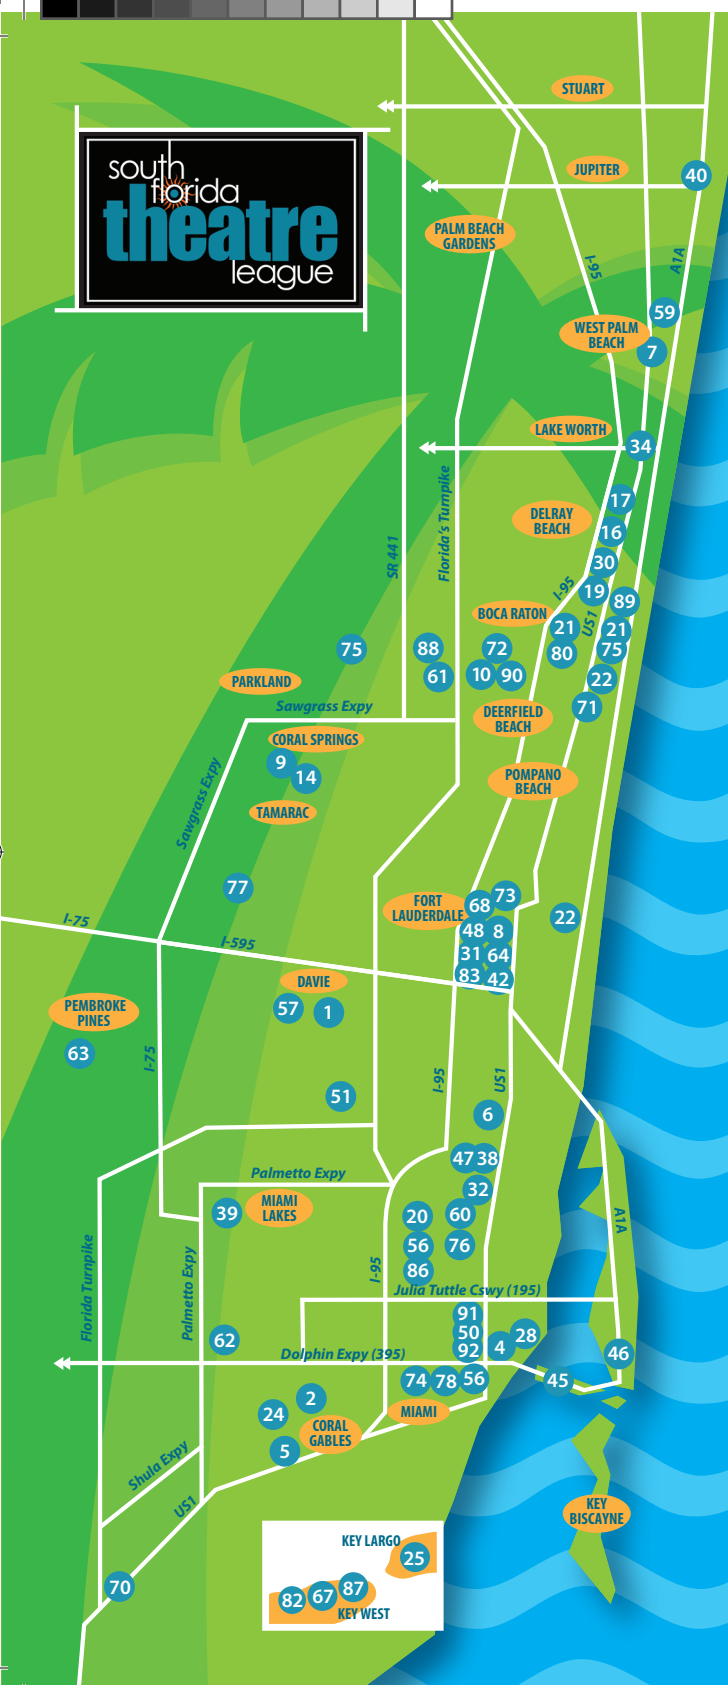 STUART
south
florida
theatre
league
JUPITER
40
PALM BEACH
GARDENS
I-95
A1A
59
WEST PALM
BEACH
7
LAKE WORTH
34
SR 441
Florida's Turnpike
17
DELRAY
BEACH
16
30
I-95
19
89
BOCA RATON
21
US1
21
75
88
72
80
75
61
10
90
22
PARKLAND
71
Sawgrass Expy
DEERFIELD
BEACH
CORAL SPRINGS
9
14
Sawgrass Expy
POMPANO
BEACH
TAMARAC
77
73
68
FORT
LAUDERDALE
22
I-75
48
8
I-595
31
64
83
42
DAVIE
57
1
PEMBROKE
PINES
63
I-75
I-95
US1
51
6
47
38
Palmetto Expy
32
39
MIAMI
LAKES
20
60
A1A
56
76
Florida Turnpike
Palmetto Expy
I-95
86
Julia Tuttle Cswy (195)
91
50
28
62
92
4
46
Dolphin Expy (395)
74
78
56
45
2
24
MIAMI
CORAL
GABLES
5
Shula Expy
US1
KEY
BISCAYNE
KEY LARGO
25
70
82
67
87
KEY WEST